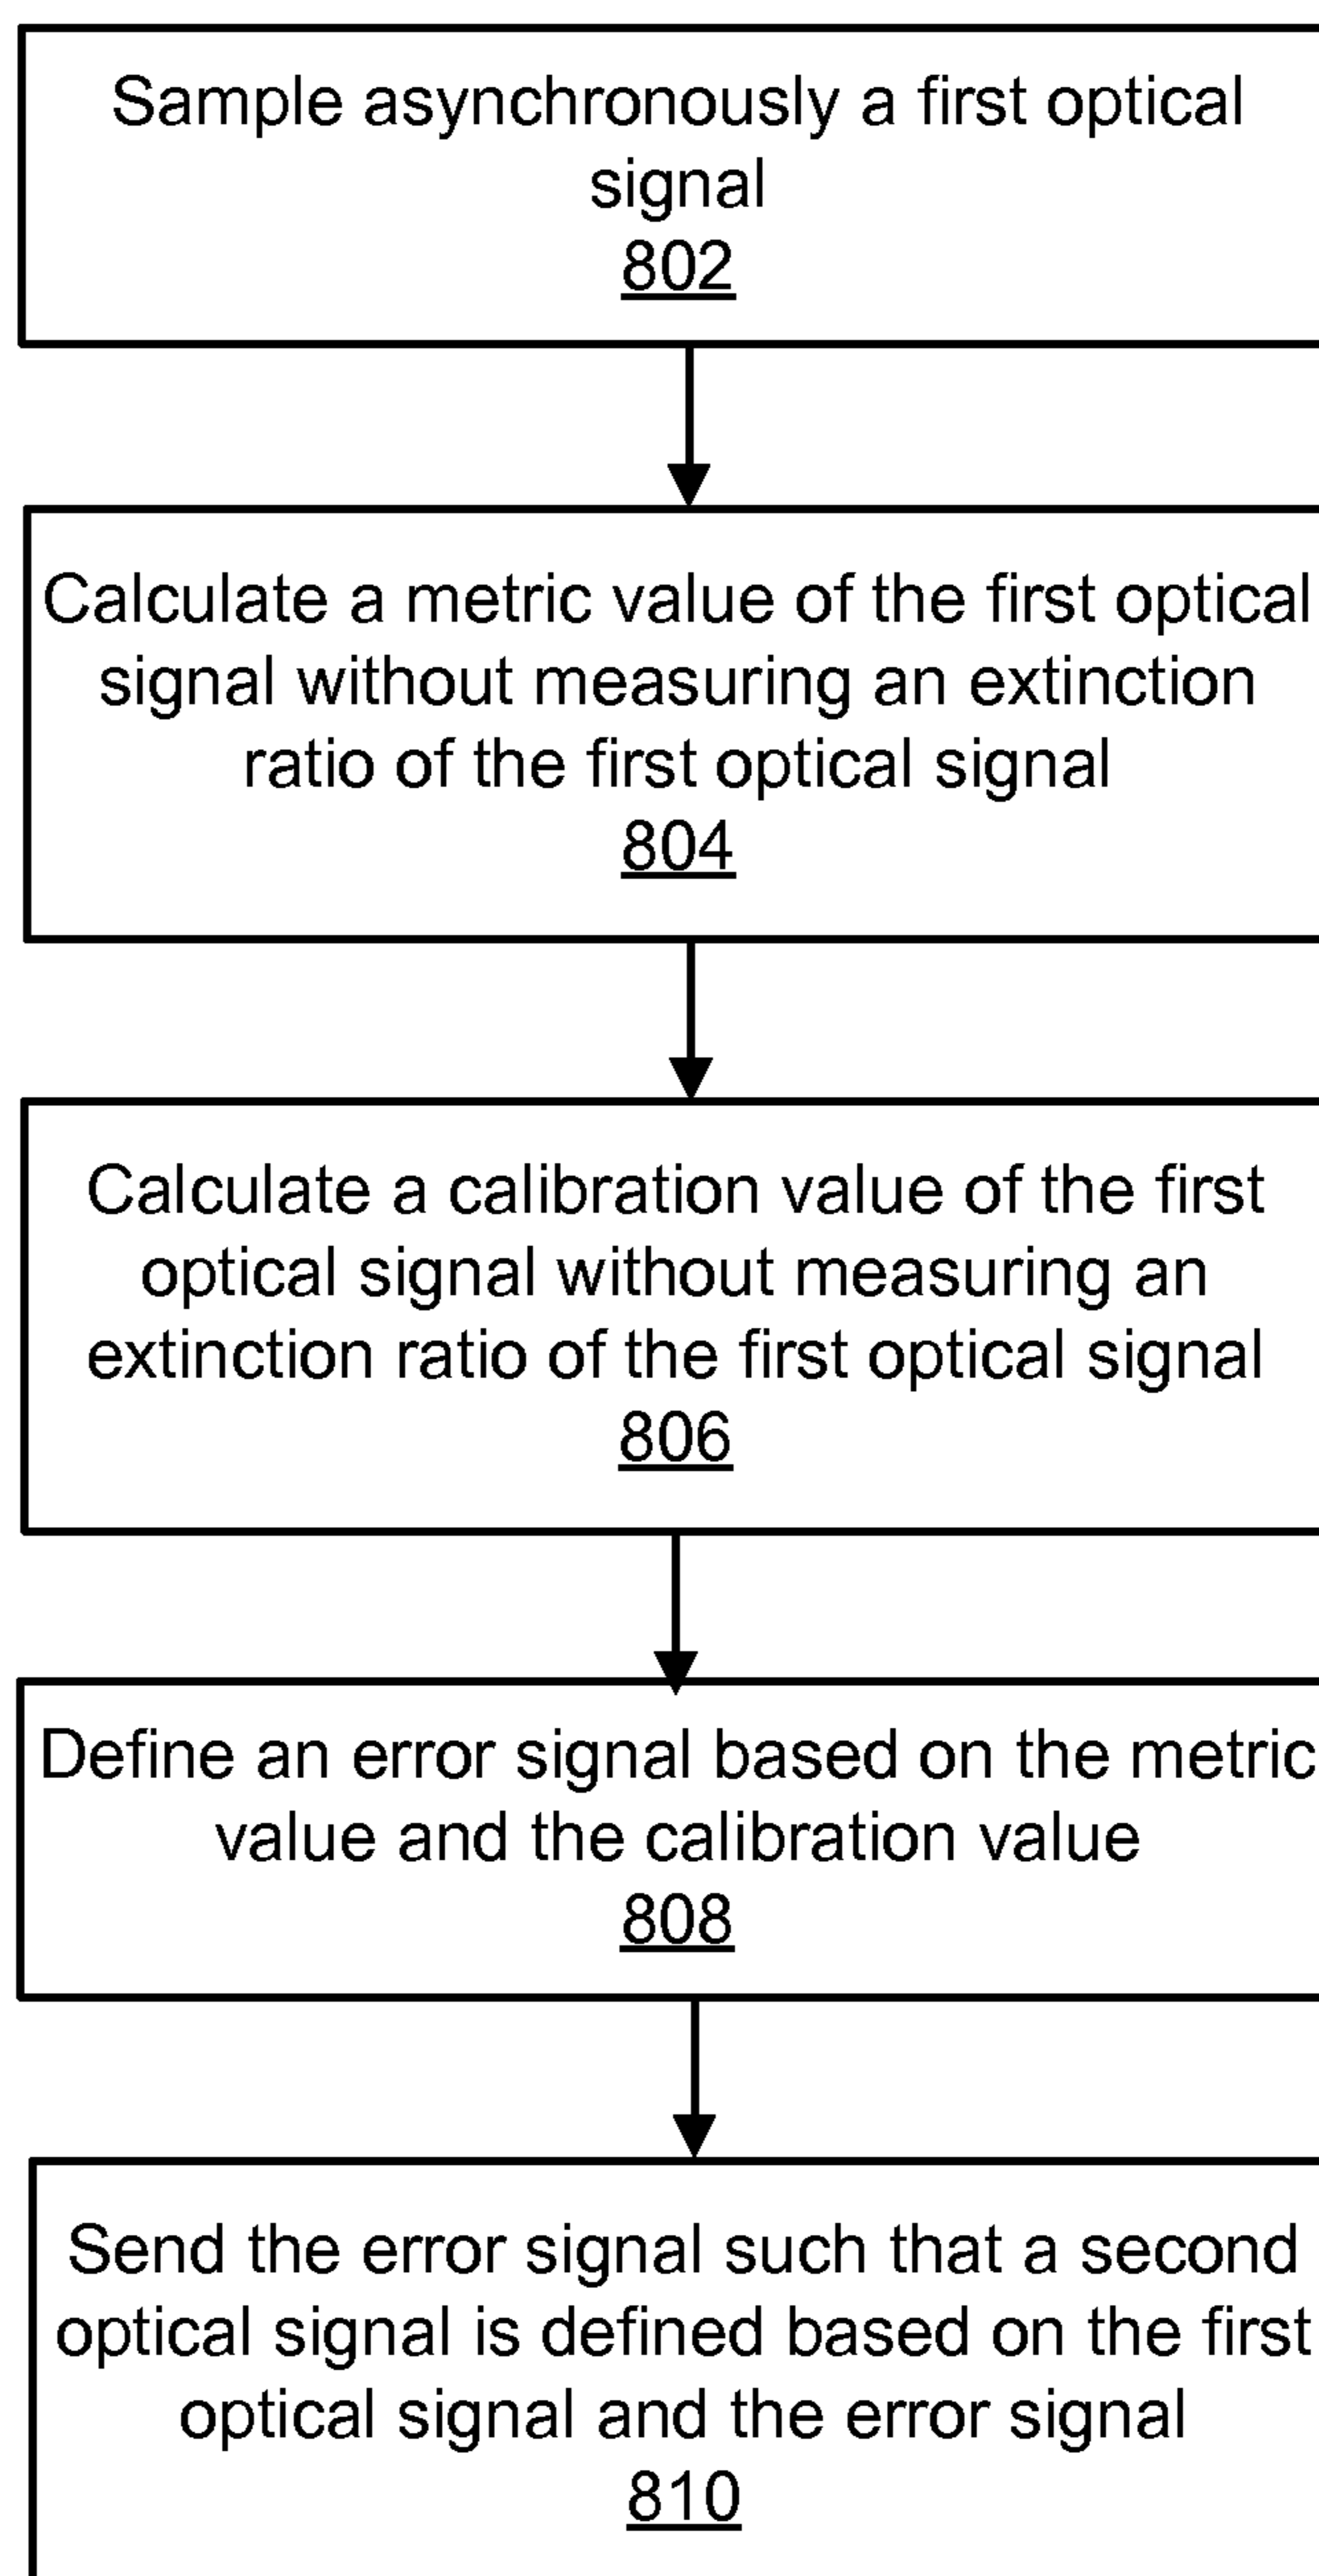 Sample asynchronously a first optical
signal
802
Calculate a metric value of the first optical
signal without measuring an extinction
ratio of the first optical signal
804
Calculate a calibration value of the first
optical signal without measuring an
extinction ratio of the first optical signal
806
Define an error signal based on the metric
value and the calibration value
808
Send the error signal such that a second
optical signal is defined based on the first
optical signal and the error signal
810